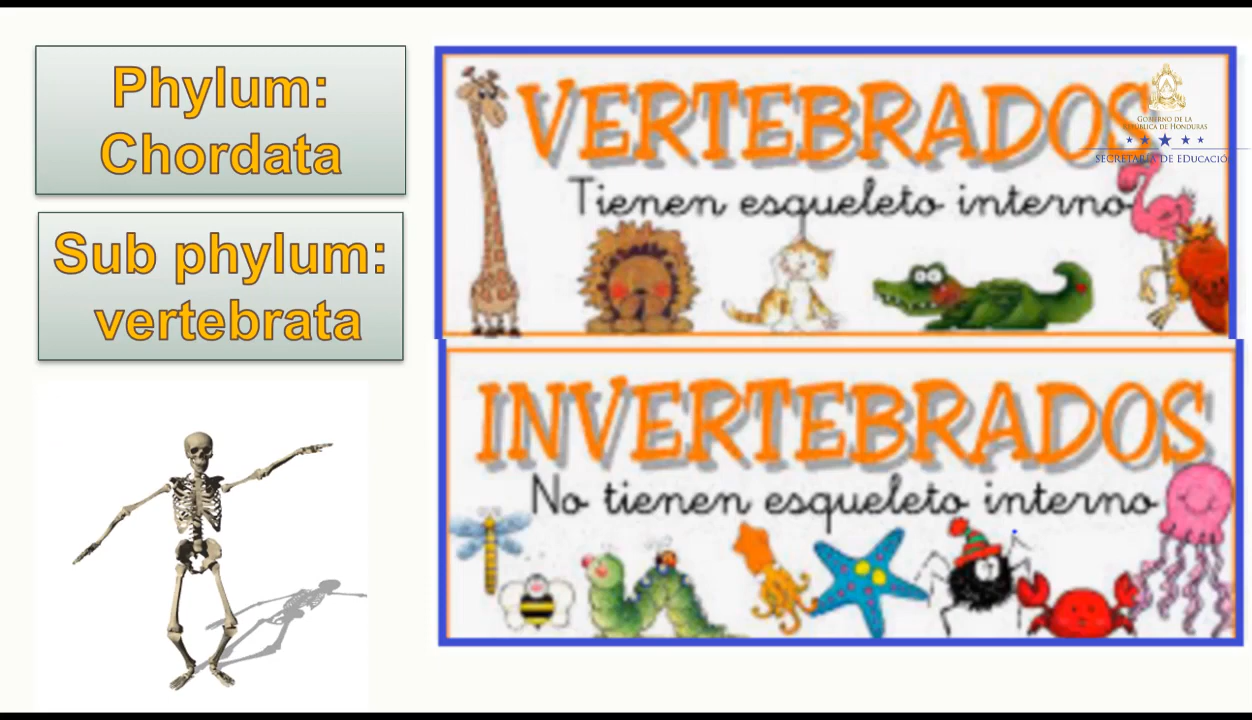 Phylum:
Chordata
Sub phylum:
vertebrata
VERTEBRADOS
Tienen esqueleto interno
GOBIERNO DE LA
REPÚBLICA DE HONDURAS
SECRETARÍA DE EDUCACIÓ
INVERTEBRADOS
No tienen esqueleto interno